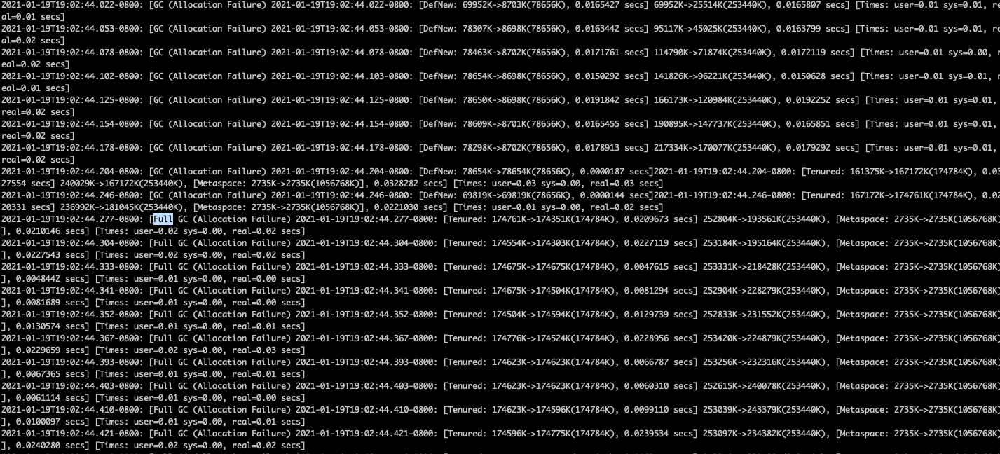 2021-01-19T19:02:44.022-0800: [GC (Allocation Failure) 2021-01-19T19:02:44.022-0800: [DefNew: 69952K->8703K(78656K), 0.0165427 secs] 69952K->25514K(253440K), 0.0165807 secs] [Times: user=0.01 sys=0.01, re
al=0.01 secs]
2021-01-19T19:02:44.053-0800: [GC (Allocation Failure) 2021-01-19T19:02:44.053-0800: [DefNew: 78307K->8698K(78656K), 0.0163442 secs] 95117K->45025K(253440K), 0.0163799 secs] [Times: user=0.01 sys=0.01, re
al=0.02 secs]
2021-01-19T19:02:44.078-0800: [GC (Allocation Failure) 2021-01-19T19:02:44.078-0800: [DefNew: 78463K->8702K(78656K), 0.0171761 secs] 114790K->71874K(253440K), 0.0172119 secs] [Times: user=0.01 sys=0.00, r
eal=0.02 secs]
2021-01-19T19:02:44.102-0800: [GC (Allocation Failure) 2021-01-19T19:02:44.103-0800: [DefNew: 78654K->8698K(78656K), 0.0150292 secs] 141826K->96221K(253440K), 0.0150628 secs] [Times: user=0.01 sys=0.01, r
eal=0.01 secs]
2021-01-19T19:02:44.125-0800: [GC (Allocation Failure) 2021-01-19T19:02:44.125-0800: [DefNew: 78650K->8698K(78656K), 0.0191842 secs] 166173K->120984K(253440K), 0.0192252 secs] [Times: user=0.01 sys=0.01,
real=0.02 secs]
2021-01-19T19:02:44.154-0800: [GC (Allocation Failure) 2021-01-19T19:02:44.154-0800: [DefNew: 78609K->8701K(78656K), 0.0165455 secs] 190895K->147737K(253440K), 0.0165851 secs] [Times: user=0.01 sys=0.01,
real=0.02 secs]
2021-01-19T19:02:44.178-0800: [GC (Allocation Failure) 2021-01-19T19:02:44.178-0800: [DefNew: 78298K->8702K(78656K), 0.0178913 secs] 217334K->170077K(253440K), 0.0179292 secs] [Times: user=0.01 sys=0.01,
real=0.02 secs]
2021-01-19T19:02:44.204-0800: [GC (Allocation Failure) 2021-01-19T19:02:44.204-0800: [DefNew: 78654K->78654K(78656K), 0.0000187 secs]2021-01-19T19:02:44.204-0800: [Tenured: 161375K->167172K(174784K), 0.03
27554 secs] 240029K->167172K(253440K), [Metaspace: 2735K->2735K(1056768K)], 0.0328282 secs] [Times: user=0.03 sys=0.00, real=0.03 secs]
2021-01-19T19:02:44.246-0800: [GC (Allocation Failure) 2021-01-19T19:02:44.246-0800: [DefNew: 69819K->69819K(78656K), 0.0000144 secs]2021-01-19T19:02:44.246-0800: [Tenured: 167172K->174761K(174784K), 0.02
20331 secs] 236992K->181045K(253440K), [Metaspace: 2735K->2735K(1056768K)], 0.0221030 secs] [Times: user=0.01 sys=0.00, real=0.02 secs]
2021-01-19T19:02:44.277-0800: [Full GC (Allocation Failure) 2021-01-19T19:02:44.277-0800: [Tenured: 174761K->174351K(174784K), 0.0209673 secs] 252804K->193561K(253440K), [Metaspace: 2735K->2735K(1056768K)
], 0.0210146 secs] [Times: user=0.02 sys=0.00, real=0.02 secs]
2021-01-19T19:02:44.304-0800: [Full GC (Allocation Failure) 2021-01-19T19:02:44.304-0800: [Tenured: 174554K->174303K(174784K), 0.0227119 secs] 253184K->195164K(253440K), [Metaspace: 2735K->2735K(1056768K)
], 0.0227543 secs] [Times: user=0.02 sys=0.00, real=0.02 secs]
2021-01-19T19:02:44.333-0800: [Full GC (Allocation Failure) 2021-01-19T19:02:44.333-0800: [Tenured: 174675K->174675K(174784K), 0.0047615 secs] 253331K->218428K(253440K), [Metaspace: 2735K->2735K(1056768K)
], 0.0048442 secs] [Times: user=0.01 sys=0.00, real=0.00 secs]
2021-01-19T19:02:44.341-0800: [Full GC (Allocation Failure) 2021-01-19T19:02:44.341-0800: [Tenured: 174675K->174504K(174784K), 0.0081294 secs] 252904K->228279K(253440K), [Metaspace: 2735K->2735K(1056768K)
], 0.0081689 secs] [Times: user=0.01 sys=0.00, real=0.00 secs]
2021-01-19T19:02:44.352-0800: [Full GC (Allocation Failure) 2021-01-19T19:02:44.352-0800: [Tenured: 174504K->174594K(174784K), 0.0129739 secs] 252833K->231552K(253440K), [Metaspace: 2735K->2735K(1056768K)
], 0.0130574 secs] [Times: user=0.01 sys=0.00, real=0.01 secs]
2021-01-19T19:02:44.367-0800: [Full GC (Allocation Failure) 2021-01-19T19:02:44.367-0800: [Tenured: 174776K->174524K(174784K), 0.0228956 secs] 253420K->224879K(253440K), [Metaspace: 2735K->2735K(1056768K)
], 0.0229659 secs] [Times: user=0.02 sys=0.00, real=0.03 secs]
2021-01-19T19:02:44.393-0800: [Full GC (Allocation Failure) 2021-01-19T19:02:44.393-0800: [Tenured: 174623K->174623K(174784K), 0.0066787 secs] 253256K->232316K(253440K), [Metaspace: 2735K->2735K(1056768K)
], 0.0067365 secs] [Times: user=0.01 sys=0.00, real=0.01 secs]
2021-01-19T19:02:44.403-0800: [Full GC (Allocation Failure) 2021-01-19T19:02:44.403-0800: [Tenured: 174623K->174623K(174784K), 0.0060310 secs] 252615K->240078K(253440K), [Metaspace: 2735K->2735K(1056768K)
], 0.0061114 secs] [Times: user=0.01 sys=0.00, real=0.00 secs]
2021-01-19T19:02:44.410-0800: [Full GC (Allocation Failure) 2021-01-19T19:02:44.410-0800: [Tenured: 174623K->174596K(174784K), 0.0099110 secs] 253039K->243379K(253440K), [Metaspace: 2735K->2735K(1056768K)
], 0.0100097 secs] [Times: user=0.01 sys=0.00, real=0.01 secs]
2021-01-19T19:02:44.421-0800: [Full GC (Allocation Failure) 2021-01-19T19:02:44.421-0800: [Tenured: 174596K->174775K(174784K), 0.0239534 secs] 253097K->234382K(253440K), [Metaspace: 2735K->2735K(1056768K)
], 0.0240280 secs] [Times: user=0.02 sys=0.00, real=0.02 secs]